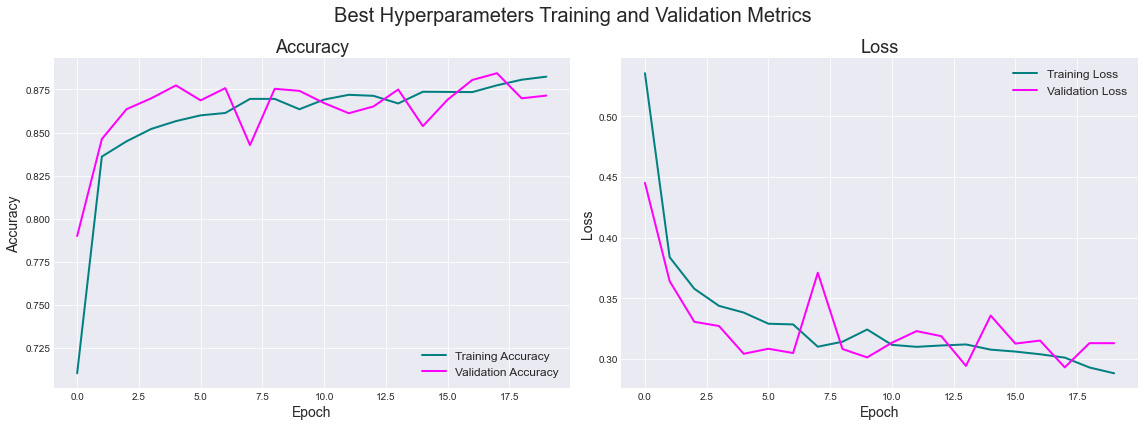 Best Hyperparameters Training and Validation Metrics
Accuracy
Accuracy
0.875
0.850
0.825
0.800
0.775
0.750
0.725
0.0
2.5
5.0
7.5
10.0
12.5
15.0
17.5
Epoch
Training Accuracy
Validation Accuracy
Loss
Loss
0.50
0.45
0.40
0.35
0.30
0.0
2.5
5.0
7.5
10.0
12.5
15.0
17.5
Epoch
Training Loss
Validation Loss